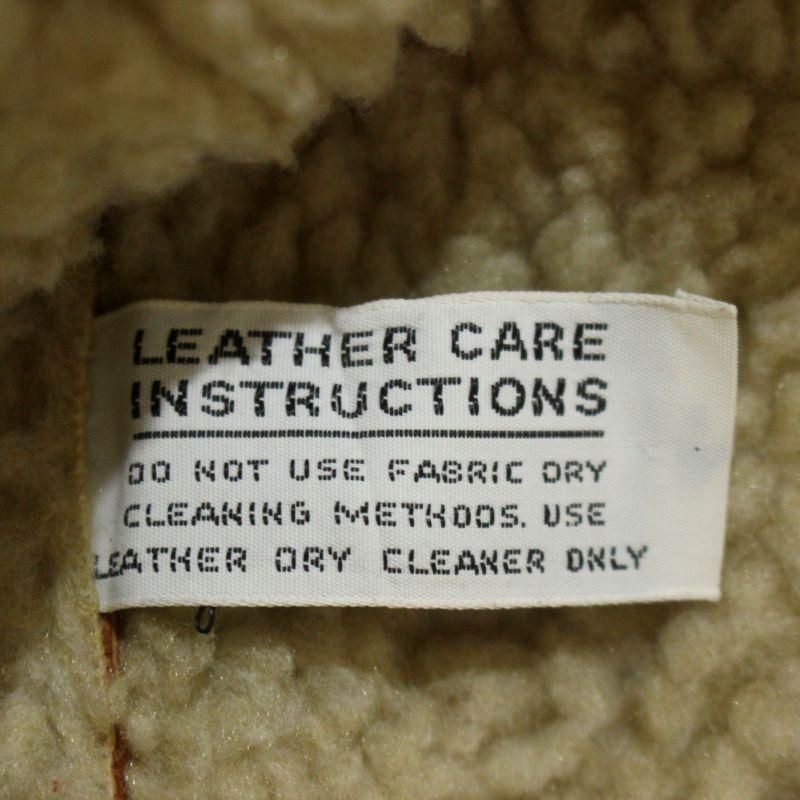 LEATHER CARE
INSTRUCTIONS
DO NOT USE FABRIC DRY
CLEANING METHODS. USE
LEATHER DRY CLEANER ONLY